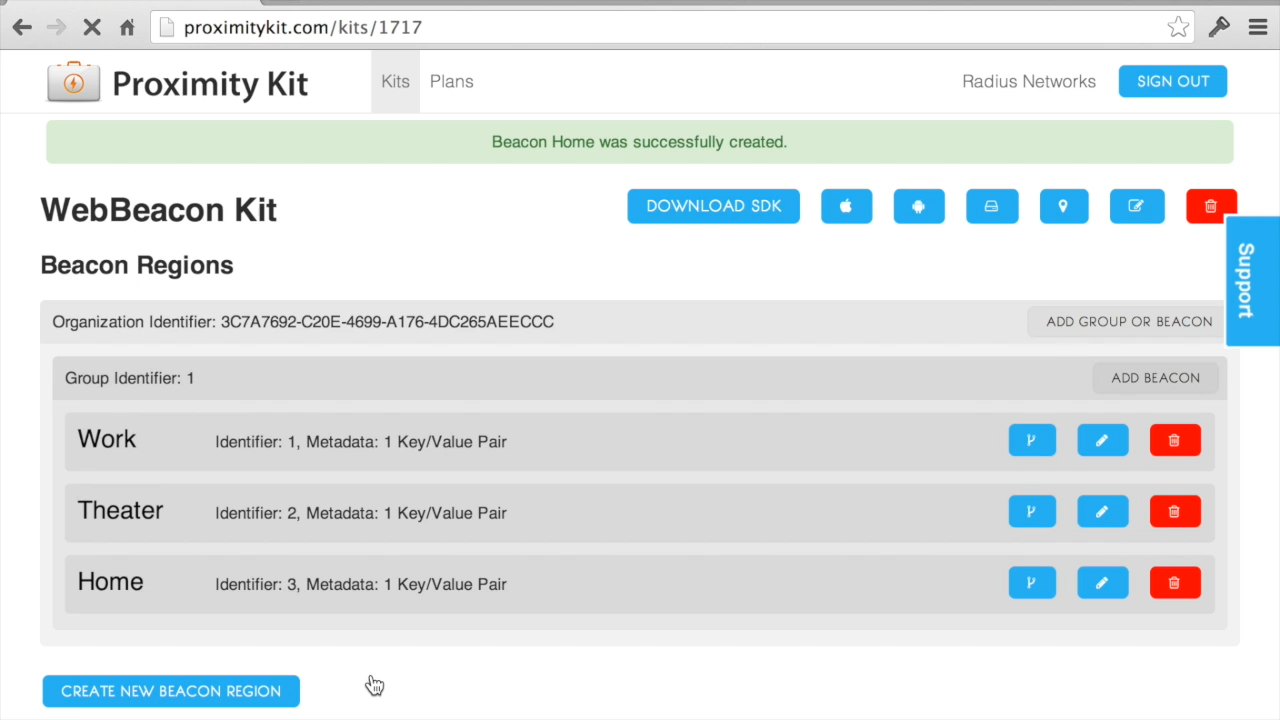 proximitykit.com/kits/1717
Proximity Kit
Kits
Plans
Radius Networks
SIGN OUT
Beacon Home was successfully created.
WebBeacon Kit
DOWNLOAD SDK
Support
Beacon Regions
Organization Identifier: 3C7A7692-C20E-4699-A176-4DC265AEECCC
ADD GROUP OR BEACON
Group Identifier: 1
ADD BEACON
Work
Identifier: 1, Metadata: 1 Key/Value Pair
Theater
Identifier: 2, Metadata: 1 Key/Value Pair
Home
Identifier: 3, Metadata: 1 Key/Value Pair
CREATE NEW BEACON REGION